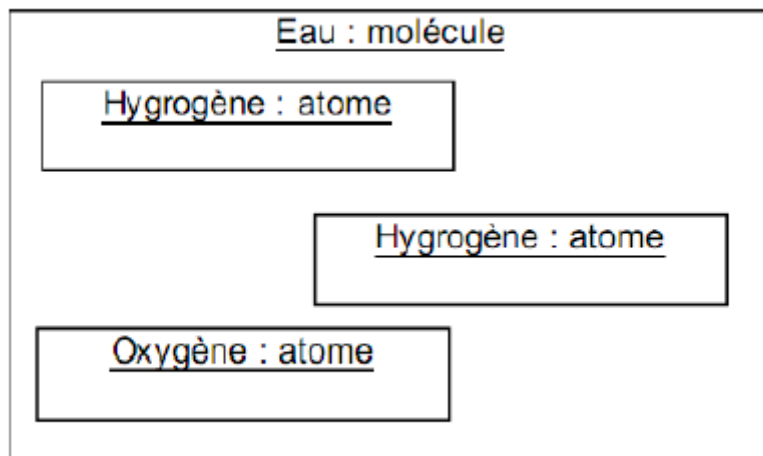 Eau : molécule
Hygrogène : atome
Hygrogène : atome
Oxygène : atome